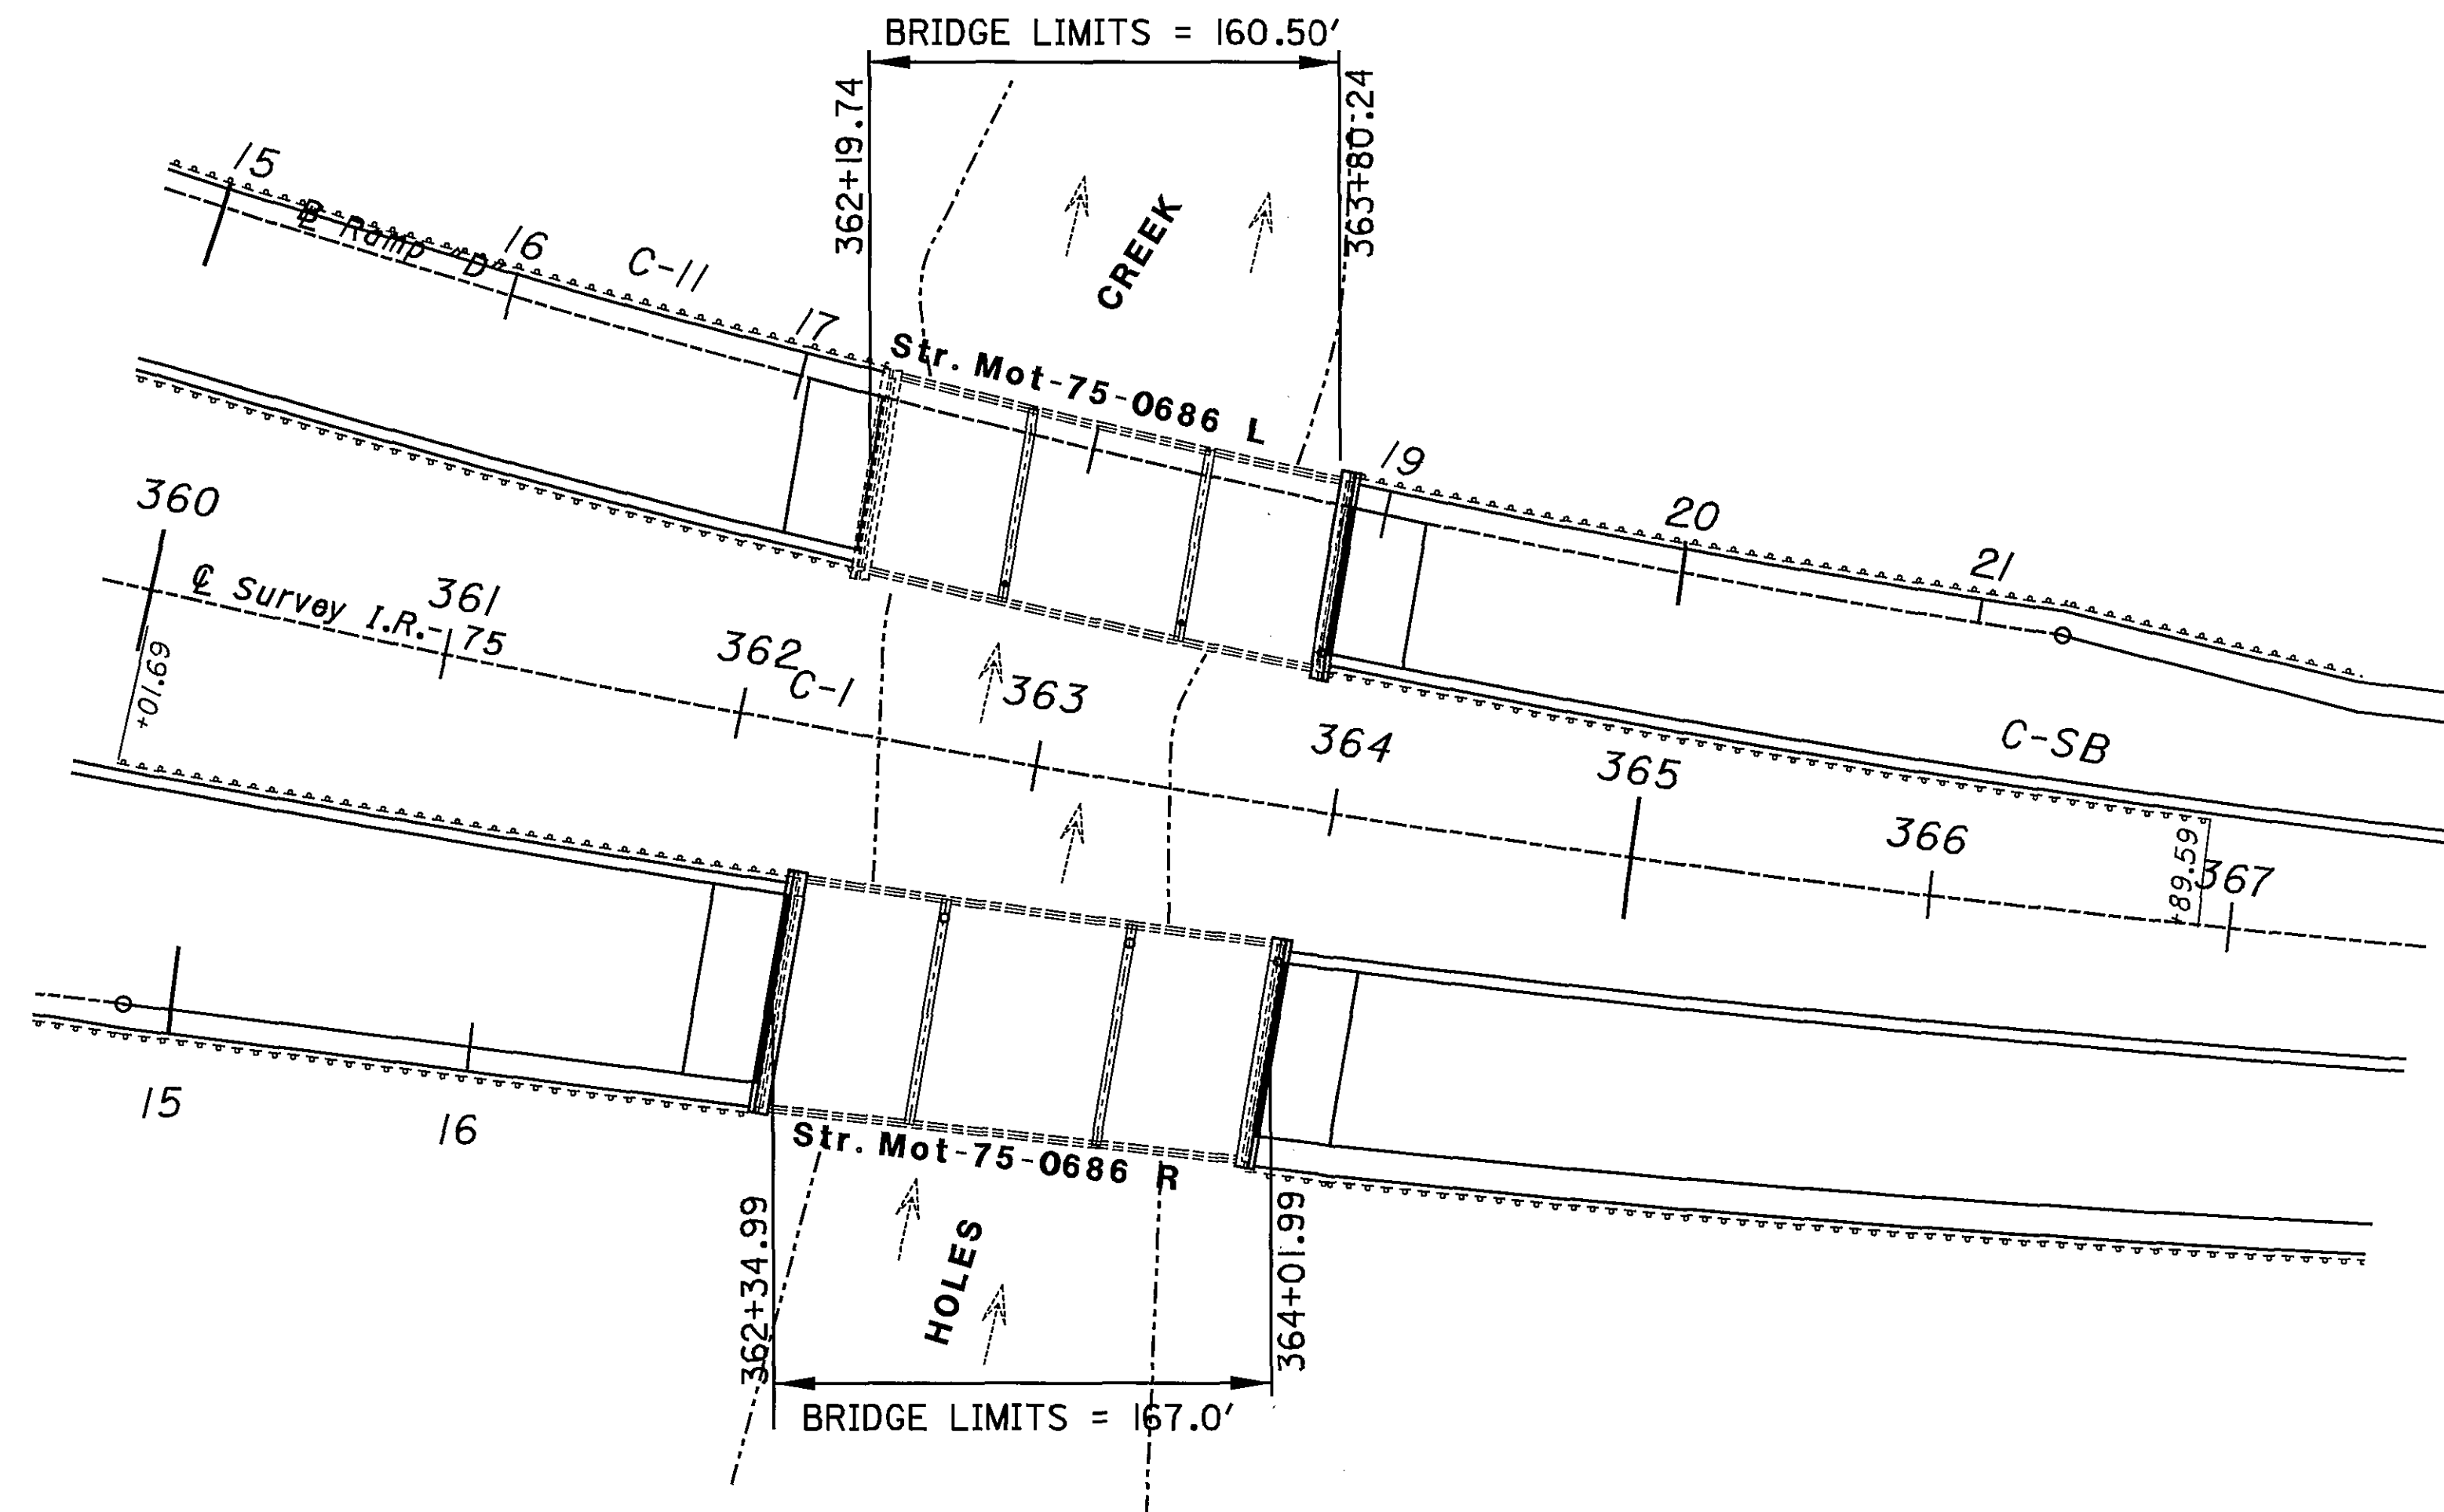 BRIDGE LIMITS = 160.50'
362+19.74
363+80.24
CREEK
15
℄ Ramp "D"
16
C-11
17
Str. Mot-75-0686 L
19
20
21
360
℄ Survey I.R.-75
361
362
C-1
363
364
365
366
367
C-SB
+01.69
+89.59
15
16
Str. Mot-75-0686 R
HOLES
362+34.99
364+01.99
BRIDGE LIMITS = 167.0'